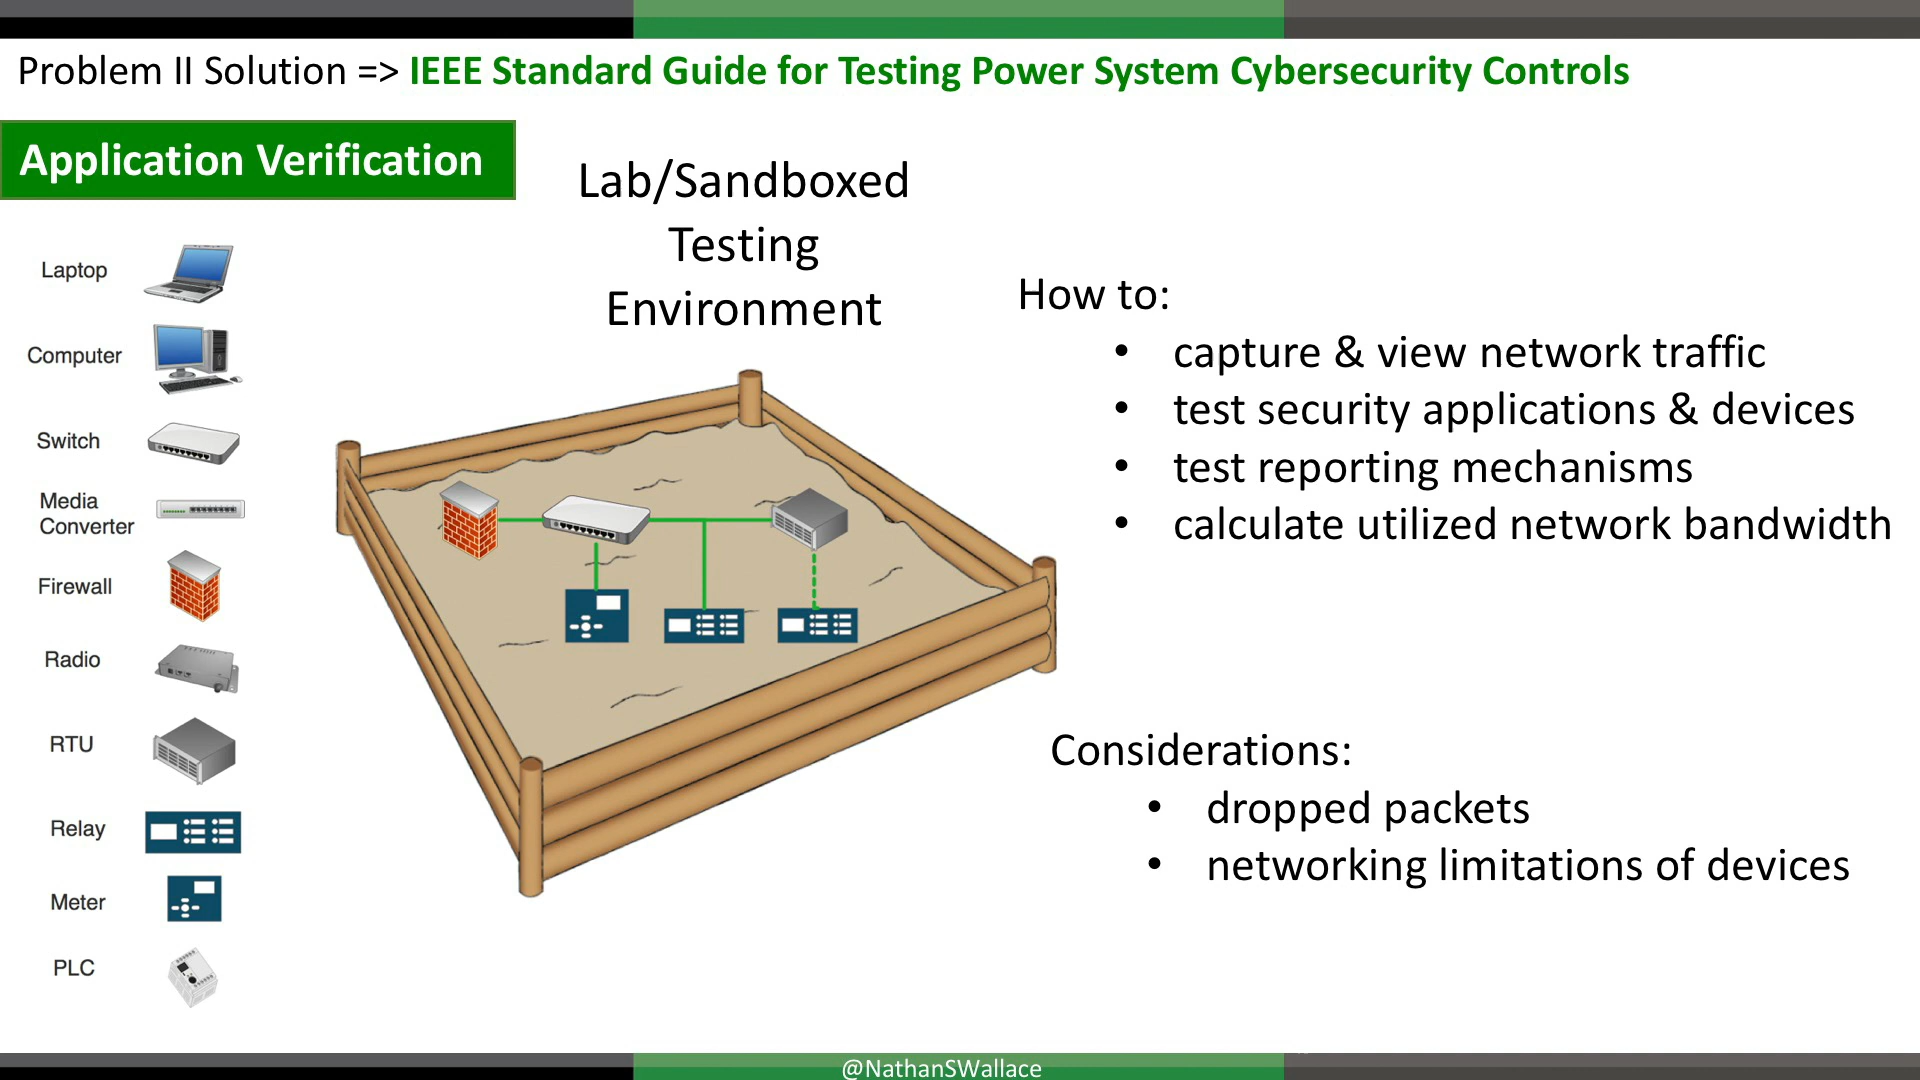 Problem II Solution => IEEE Standard Guide for Testing Power System Cybersecurity Controls
Application Verification
Lab/Sandboxed
Testing
Environment
Laptop
Computer
Switch
Media
Converter
Firewall
Radio
RTU
Relay
Meter
PLC
How to:
• capture & view network traffic
• test security applications & devices
• test reporting mechanisms
• calculate utilized network bandwidth
Considerations:
• dropped packets
• networking limitations of devices
@NathanSWallace